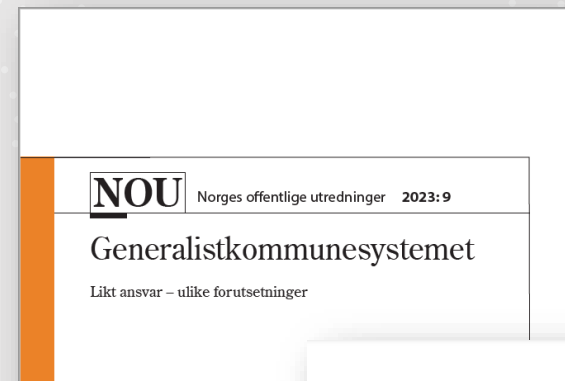 NOU Norges offentlige utredninger 2023: 9
Generalistkommunesystemet
Likt ansvar – ulike forutsetninger